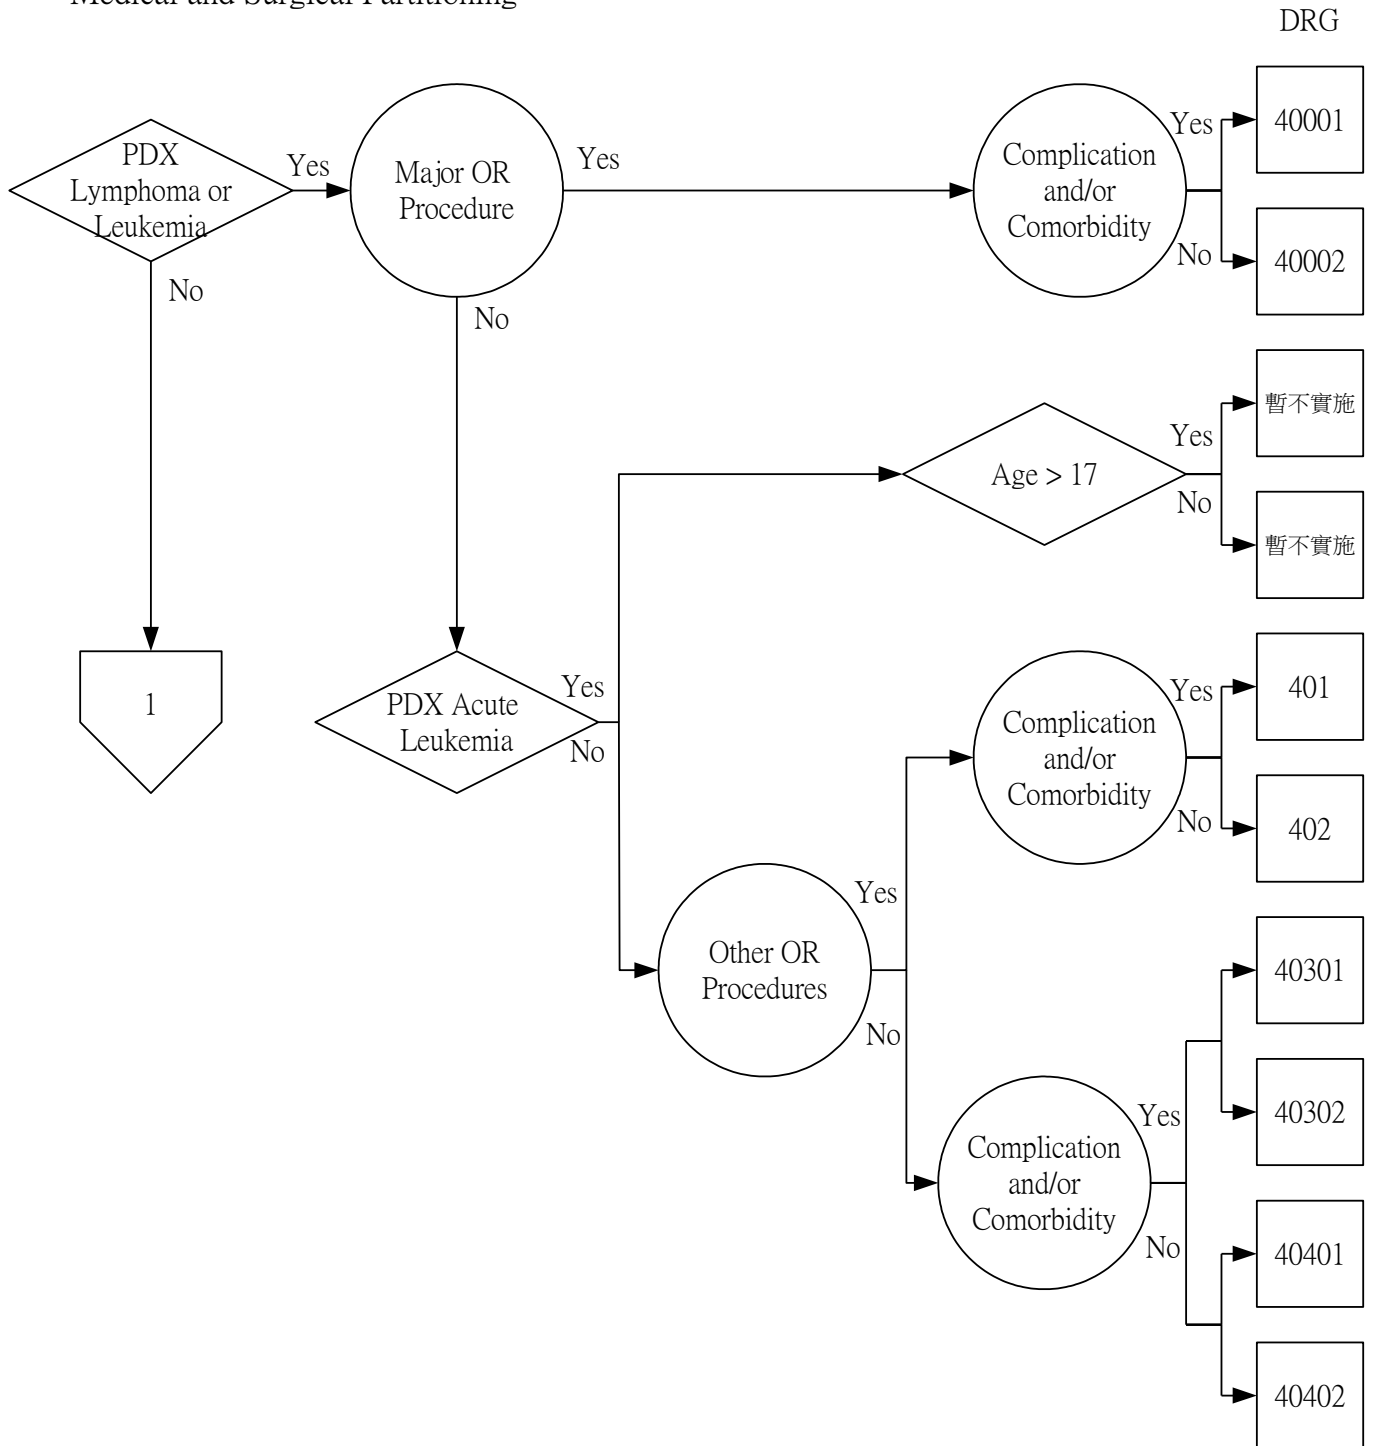 Medical and Surgical Partitioning
DRG
PDX
Lymphoma or
Leukemia
Yes
No
Major OR
Procedure
Yes
No
Complication
and/or
Comorbidity
Yes
No
40001
40002
Age > 17
Yes
No
暫不實施
暫不實施
1
PDX Acute
Leukemia
Yes
No
Complication
and/or
Comorbidity
Yes
No
401
402
Other OR
Procedures
Yes
No
Complication
and/or
Comorbidity
Yes
No
40301
40302
40401
40402